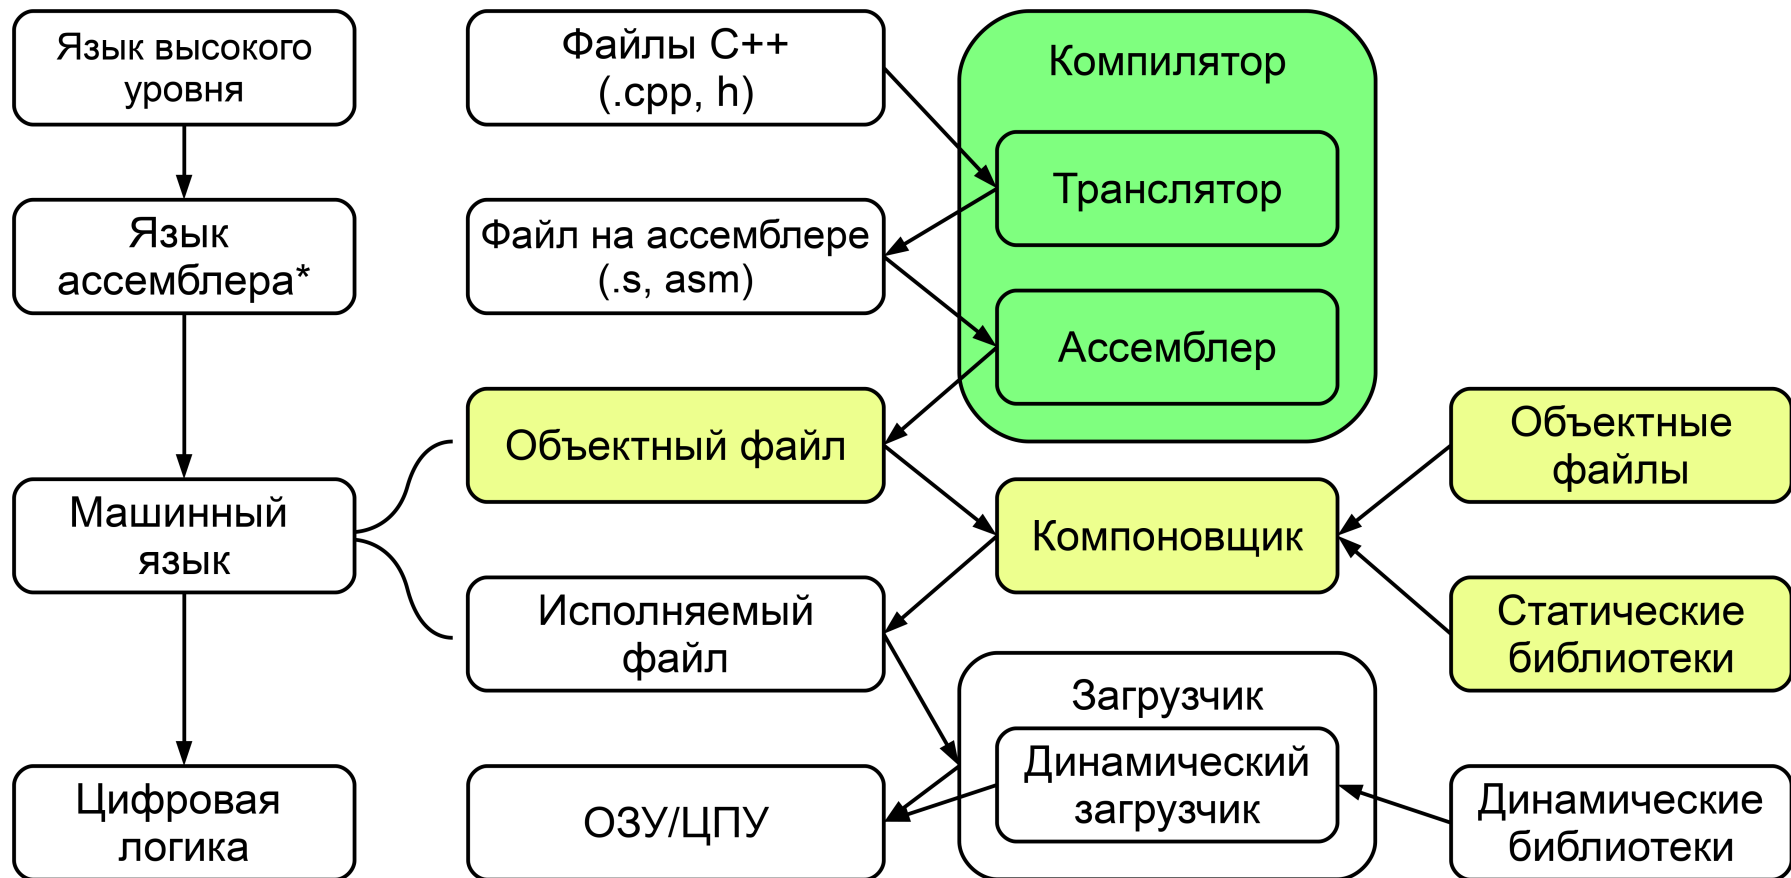 Язык высокого
уровня
Файлы C++
(.cpp, h)
Компилятор
Транслятор
Язык
ассемблера*
Файл на ассемблере
(.s, asm)
Ассемблер
Объектный файл
Объектные
файлы
Машинный
язык
Компоновщик
Исполняемый
файл
Статические
библиотеки
Загрузчик
Динамический
загрузчик
Цифровая
логика
ОЗУ/ЦПУ
Динамические
библиотеки